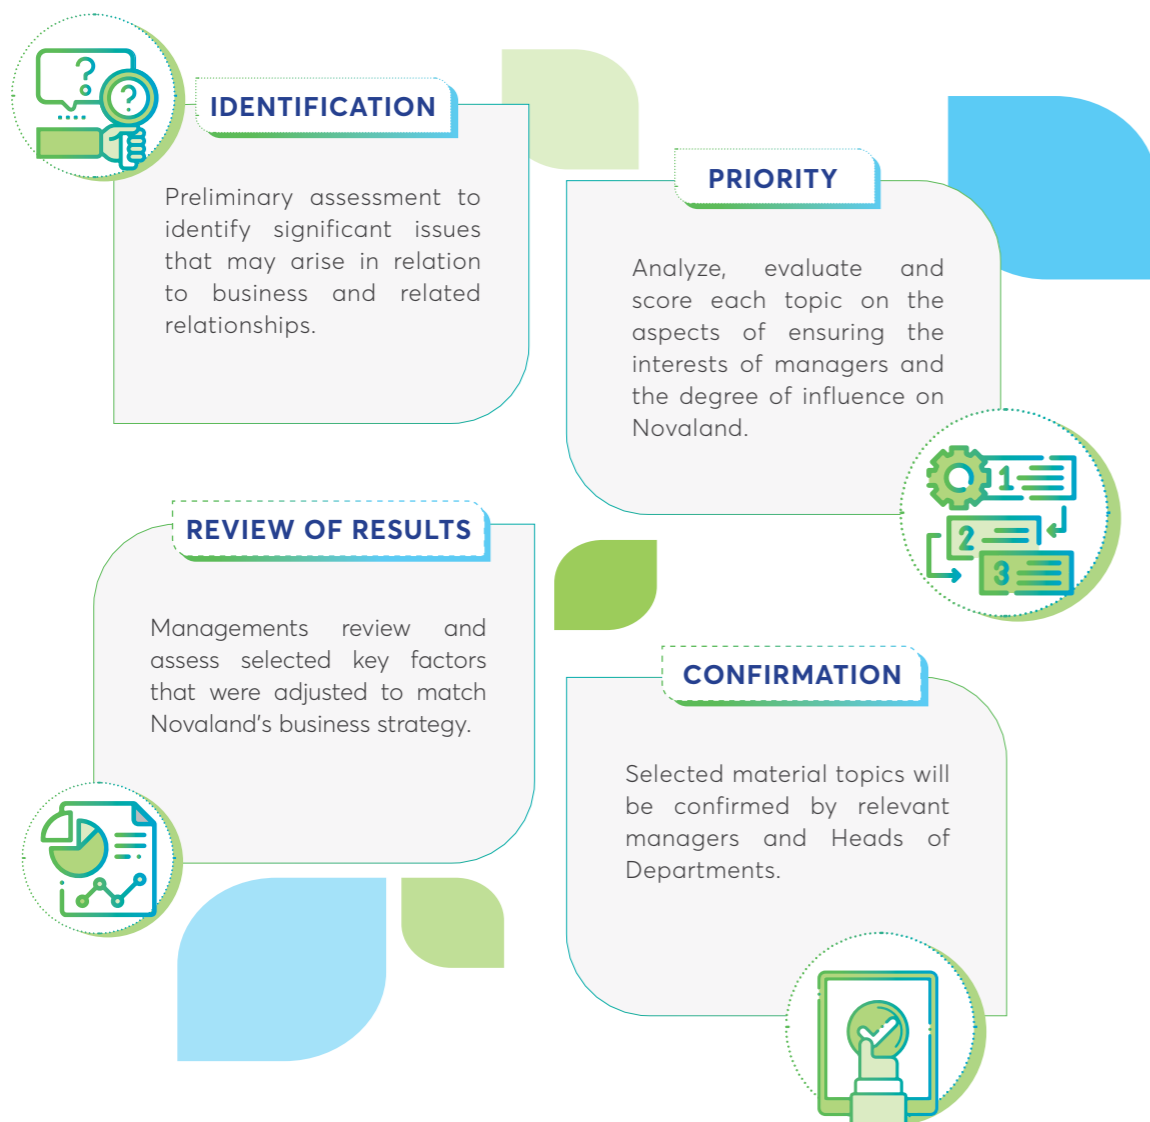 IDENTIFICATION
Preliminary assessment to
identify significant issues
that may arise in relation
to business and related
relationships.
PRIORITY
Analyze, evaluate and
score each topic on the
aspects of ensuring the
interests of managers and
the degree of influence on
Novaland.
1
2
3
REVIEW OF RESULTS
Managements review and
assess selected key factors
that were adjusted to match
Novaland's business strategy.
CONFIRMATION
Selected material topics will
be confirmed by relevant
managers and Heads of
Departments.